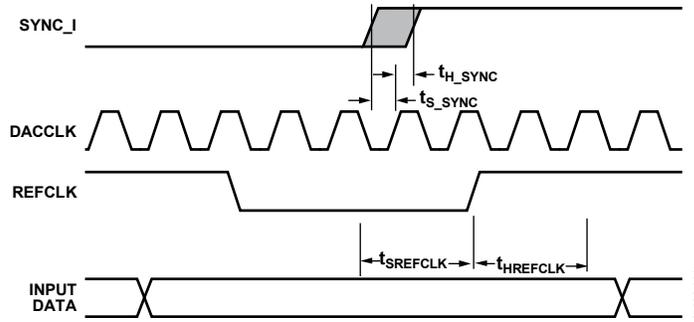 SYNC_I
tH_SYNC
tS_SYNC
DACCLK
REFCLK
tSREFCLK
tHREFCLK
INPUT
DATA